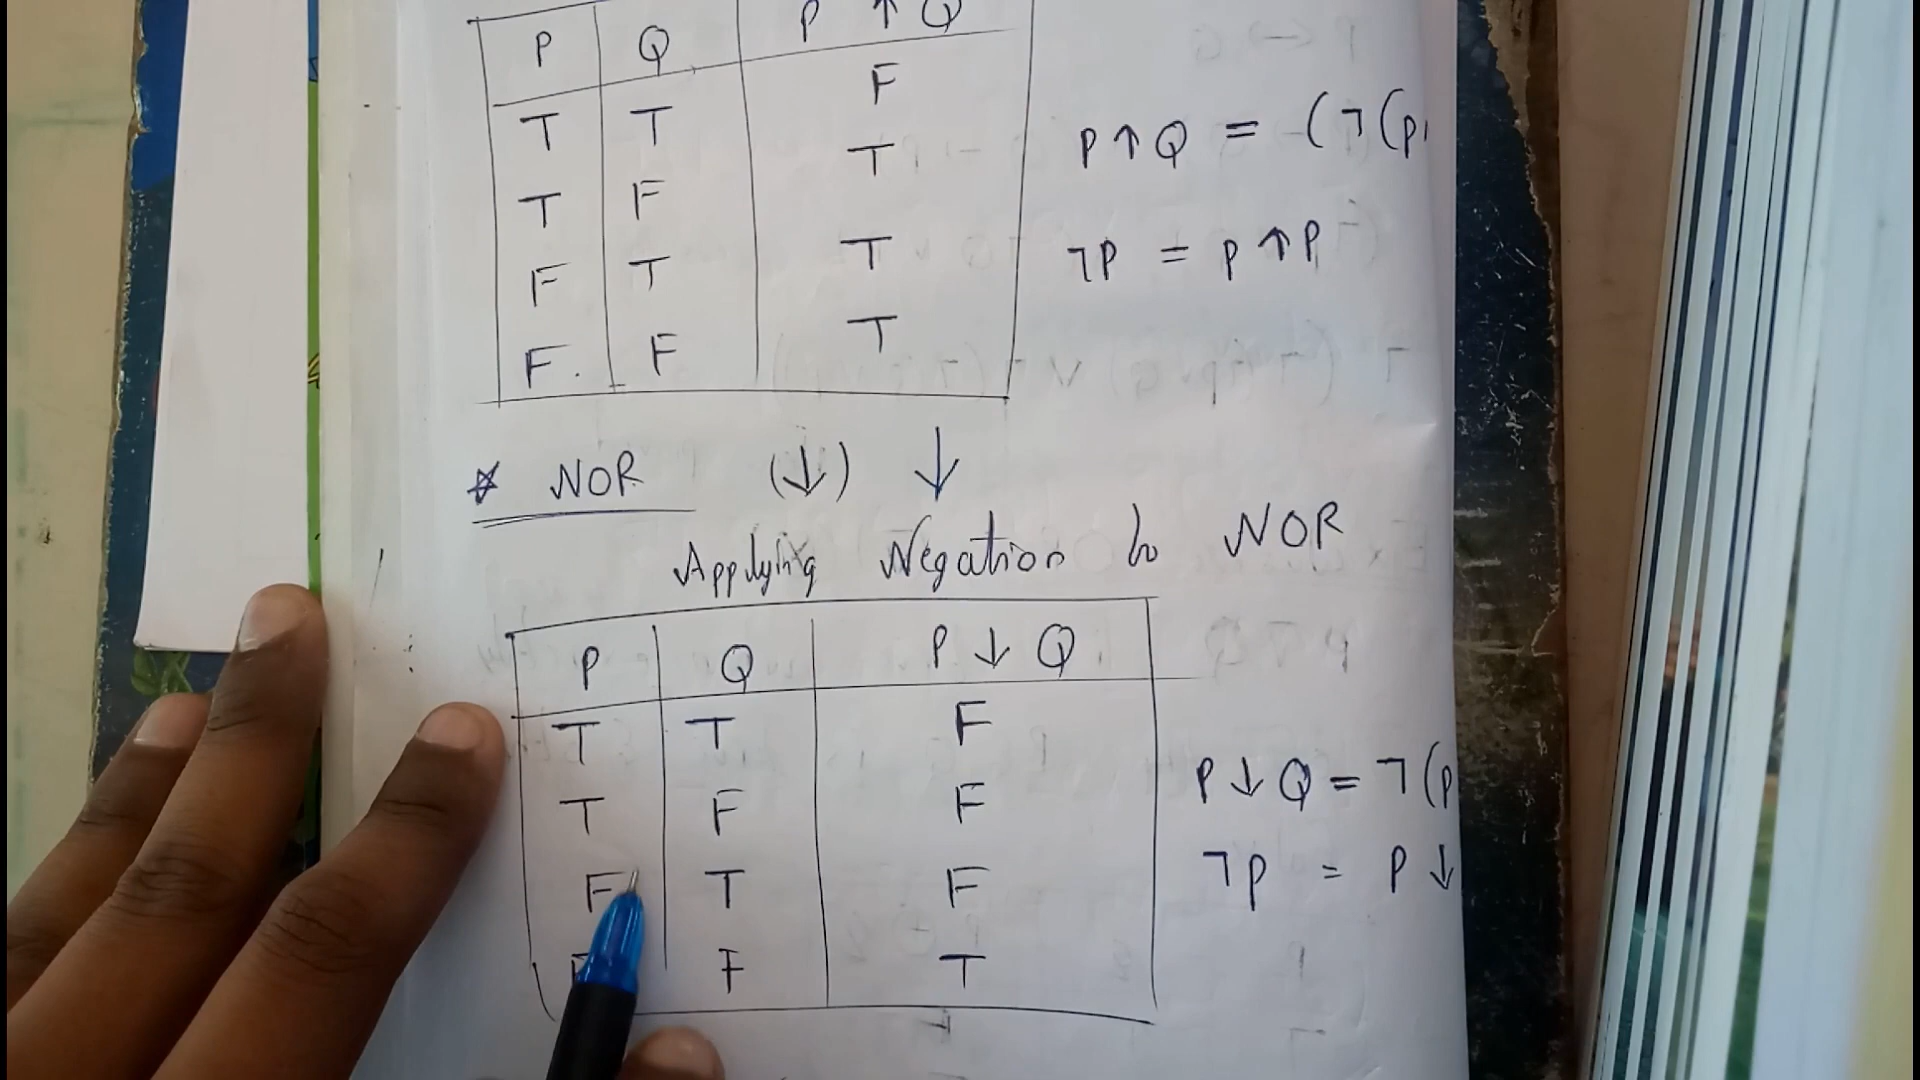 P Q P ↑ Q
T T F
T F T
F T T
F . F T
P ↑ Q = (¬(p
¬P = P ↑ P
☆ NOR (↓) ↓
Applying Negation to NOR
P Q P ↓ Q
T T F
T F F
F T F
F F T
P ↓ Q = ¬(P
¬P = P ↓